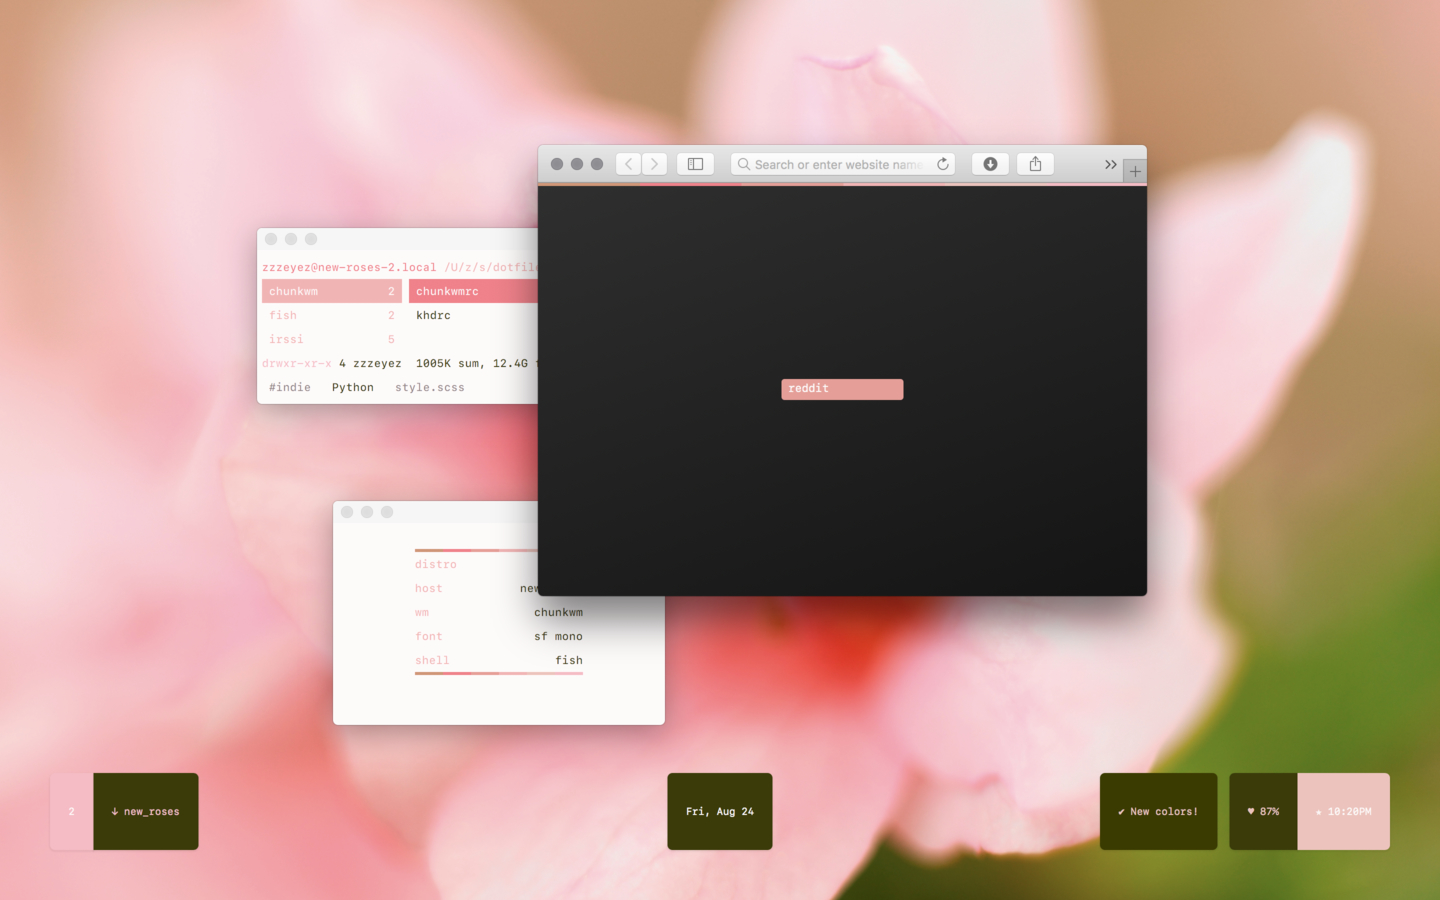 Search or enter website name
zzzeyez@new-roses-2.local /U/z/s/dotfil
chunkwm 2 chunkwmrc
fish 2 khdrc
irssi 5
drwxr-xr-x 4 zzzeyez 1005K sum, 12.4G
#indie Python style.scss
reddit
distro
host new
wm chunkwm
font sf mono
shell fish
2 ↓ new_roses
Fri, Aug 24
✔ New colors!
♥ 87%
★ 10:20PM